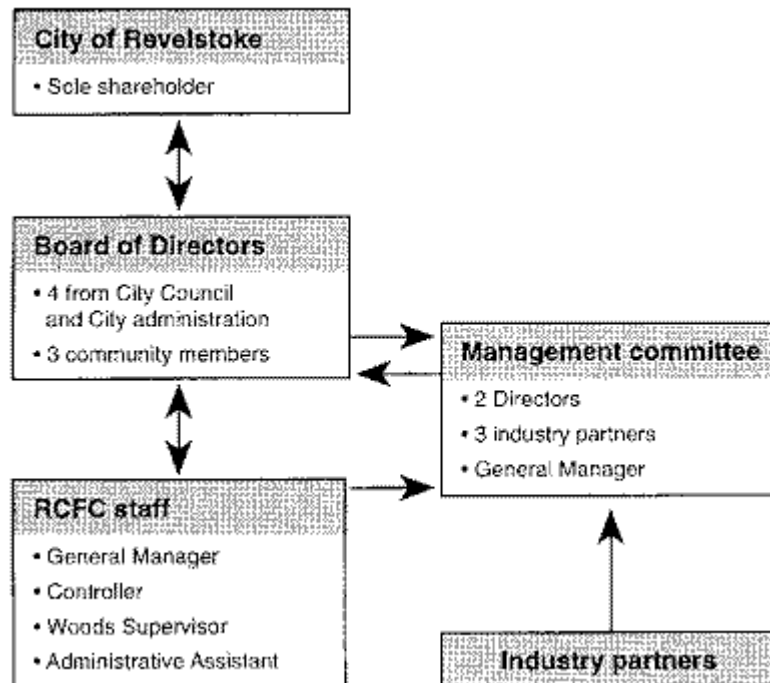 City of Revelstoke
• Sole shareholder
Board of Directors
• 4 from City Council
and City administration
• 3 community members
Management committee
• 2 Directors
• 3 industry partners
• General Manager
RCFC staff
• General Manager
• Controller
• Woods Supervisor
• Administrative Assistant
Industry partners